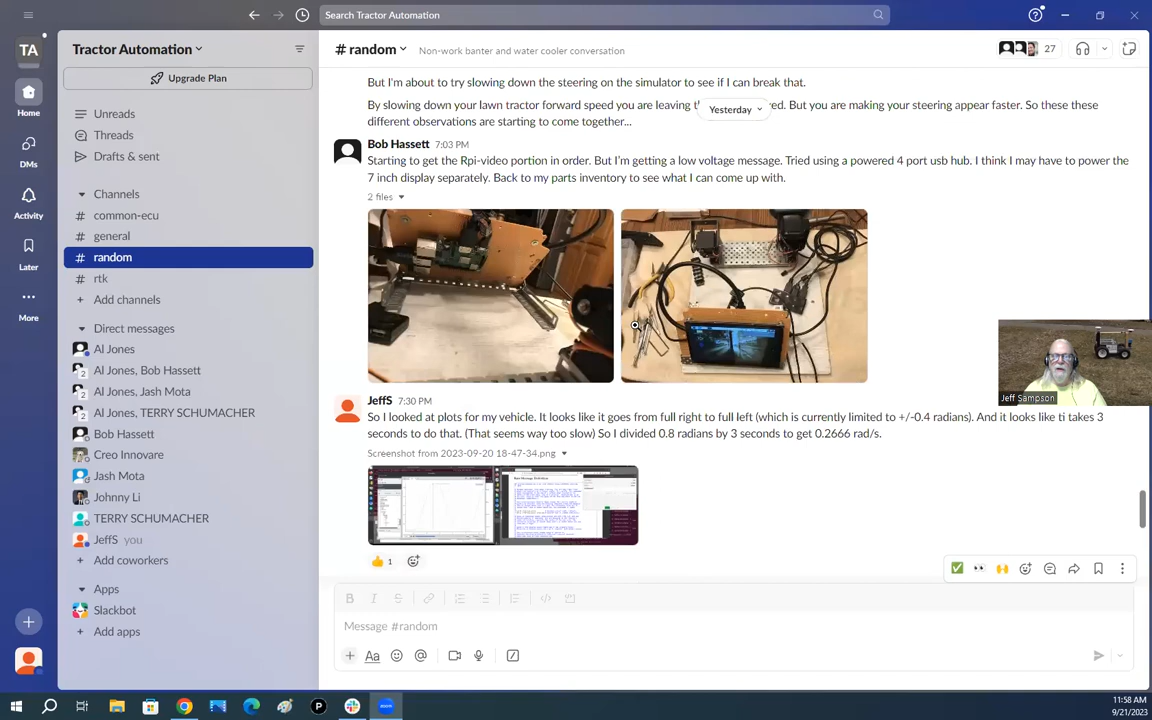 Search Tractor Automation
TA
Tractor Automation
# random
Non-work banter and water cooler conversation
27
Upgrade Plan
Home
DMs
Activity
Later
More
Unreads
Threads
Drafts & sent
Channels
# common-ecu
# general
# random
# rtk
+ Add channels
Direct messages
Al Jones
2 Al Jones, Bob Hassett
2 Al Jones, Jash Mota
2 Al Jones, TERRY SCHUMACHER
Bob Hassett
Creo Innovare
Jash Mota
Johnny Li
TERRY SCHUMACHER
JeffS you
+ Add coworkers
Apps
Slackbot
+ Add apps
But I'm about to try slowing down the steering on the simulator to see if I can break that.
By slowing down your lawn tractor forward speed you are leaving But you are making your steering appear faster. So these these
Yesterday
different observations are starting to come together...
Bob Hassett 7:03 PM
Starting to get the Rpi-video portion in order. But I'm getting a low voltage message. Tried using a powered 4 port usb hub. I think I may have to power the
7 inch display separately. Back to my parts inventory to see what I can come up with.
2 files
Jeff Sampson
JeffS 7:30 PM
So I looked at plots for my vehicle. It looks like it goes from full right to full left (which is currently limited to +/-0.4 radians). And it looks like ti takes 3
seconds to do that. (That seems way too slow) So I divided 0.8 radians by 3 seconds to get 0.2666 rad/s.
Screenshot from 2023-09-20 18-47-34.png
1
B I S
Message #random
Aa
zoom
11:58 AM
9/21/2023